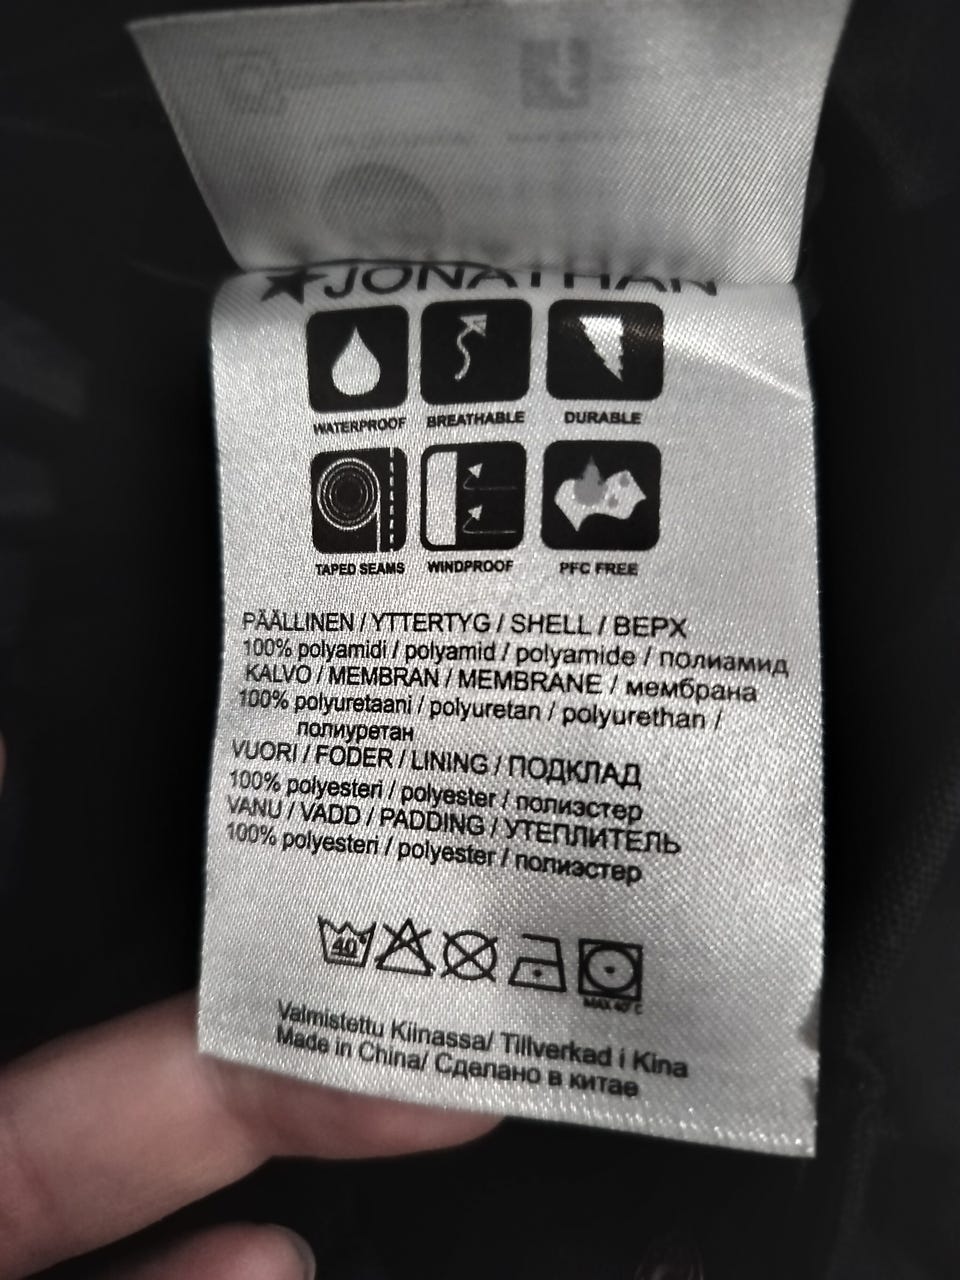 JONATHAN
WATERPROOF BREATHABLE DURABLE
TAPED SEAMS WINDPROOF PFC FREE
PÄÄLLINEN / YTTERTYG / SHELL / ВЕРХ
100% polyamidi / polyamid / polyamide / полиамид
KALVO / MEMBRAN / MEMBRANE / мембрана
100% polyuretaani / polyuretan / polyurethan /
полиуретан
VUORI / FODER / LINING / ПОДКЛАД
100% polyesteri / polyester / полиэстер
VANU / VADD / PADDING / УТЕПЛИТЕЛЬ
100% polyesteri / polyester / полиэстер
40°
MAX 40°C
Valmistettu Kiinassa/ Tillverkad i Kina
Made in China/ Сделано в китае